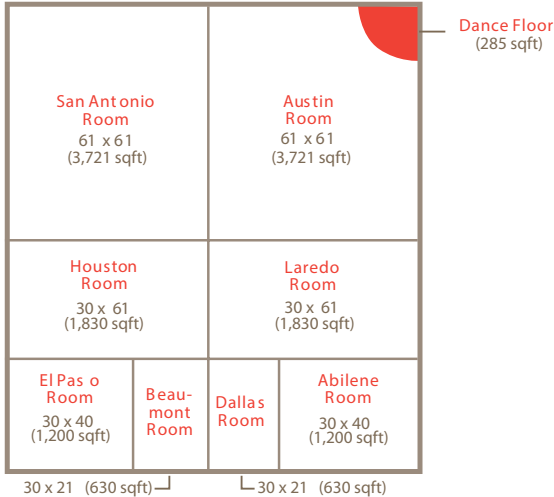 Dance Floor
(285 sqft)
San Antonio
Room
61 x 61
(3,721 sqft)
Austin
Room
61 x 61
(3,721 sqft)
Houston
Room
30 x 61
(1,830 sqft)
Laredo
Room
30 x 61
(1,830 sqft)
El Paso
Room
30 x 40
(1,200 sqft)
Beau-
mont
Room
Dallas
Room
Abilene
Room
30 x 40
(1,200 sqft)
30 x 21 (630 sqft)
30 x 21 (630 sqft)